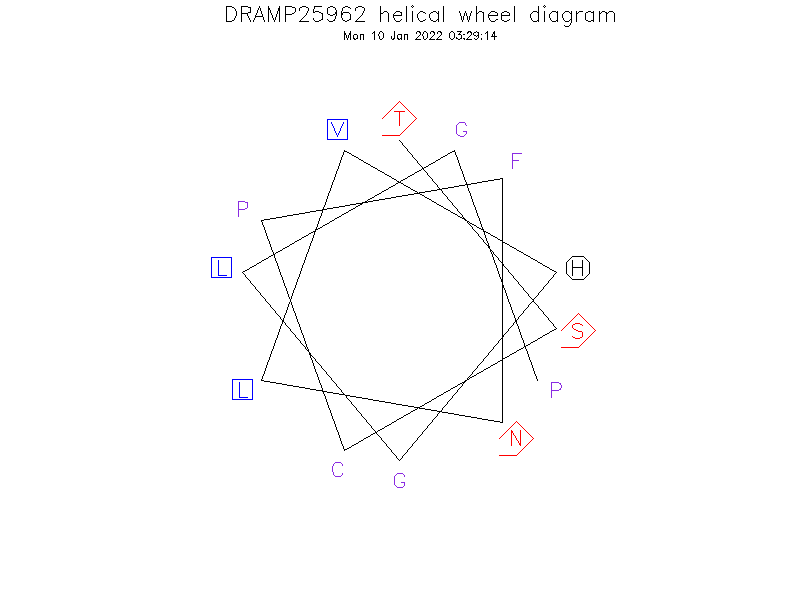 DRAMP25962 helical wheel diagram
Mon 10 Jan 2022 03:29:14
V T G
F
P
L H
S
L P
N
C G